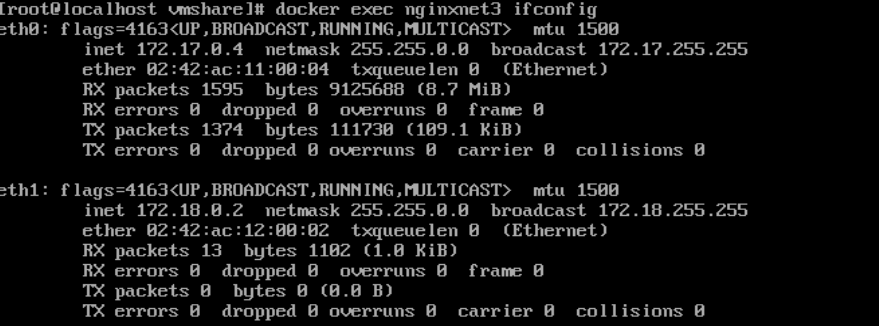 [root@localhost vmshare]# docker exec nginxnet3 ifconfig
eth0: flags=4163<UP,BROADCAST,RUNNING,MULTICAST>  mtu 1500
        inet 172.17.0.4  netmask 255.255.0.0  broadcast 172.17.255.255
        ether 02:42:ac:11:00:04  txqueuelen 0  (Ethernet)
        RX packets 1595  bytes 9125688 (8.7 MiB)
        RX errors 0  dropped 0  overruns 0  frame 0
        TX packets 1374  bytes 111730 (109.1 KiB)
        TX errors 0  dropped 0 overruns 0  carrier 0  collisions 0
eth1: flags=4163<UP,BROADCAST,RUNNING,MULTICAST>  mtu 1500
        inet 172.18.0.2  netmask 255.255.0.0  broadcast 172.18.255.255
        ether 02:42:ac:12:00:02  txqueuelen 0  (Ethernet)
        RX packets 13  bytes 1102 (1.0 KiB)
        RX errors 0  dropped 0  overruns 0  frame 0
        TX packets 0  bytes 0 (0.0 B)
        TX errors 0  dropped 0 overruns 0  carrier 0  collisions 0